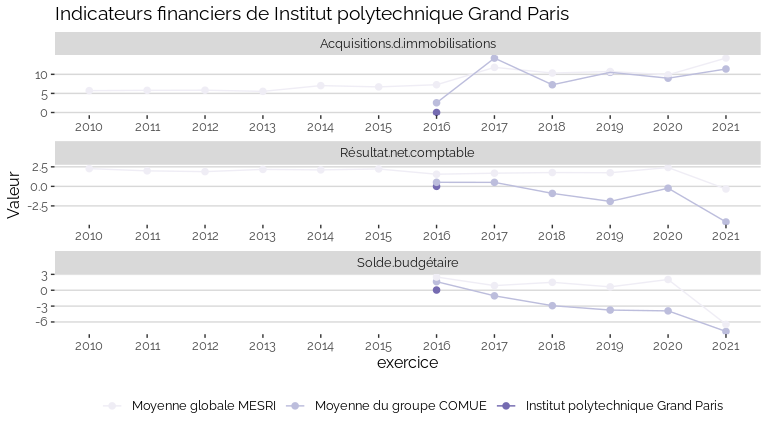 Indicateurs financiers de Institut polytechnique Grand Paris
Acquisitions.d.immobilisations
10
5
0
2010 2011 2012 2013 2014 2015 2016 2017 2018 2019 2020 2021
Résultat.net.comptable
2.5
0.0
-2.5
2010 2011 2012 2013 2014 2015 2016 2017 2018 2019 2020 2021
Valeur
Solde.budgétaire
3
0
-3
-6
2010 2011 2012 2013 2014 2015 2016 2017 2018 2019 2020 2021
exercice
Moyenne globale MESRI Moyenne du groupe COMUE Institut polytechnique Grand Paris